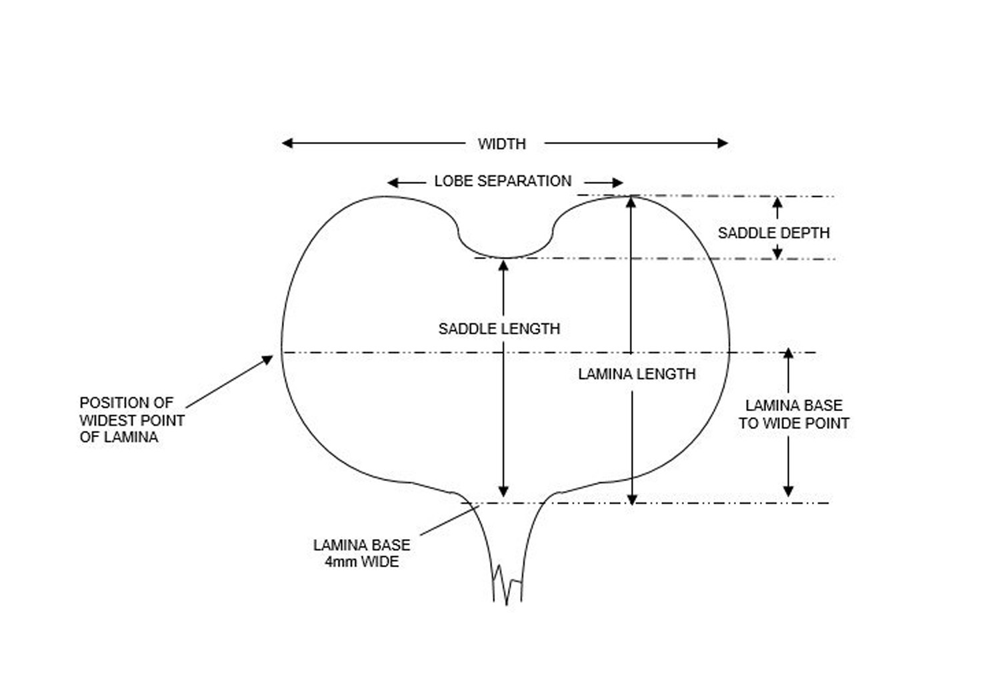 WIDTH
LOBE SEPARATION
SADDLE DEPTH
SADDLE LENGTH
LAMINA LENGTH
POSITION OF
WIDEST POINT
OF LAMINA
LAMINA BASE
TO WIDE POINT
LAMINA BASE
4mm WIDE